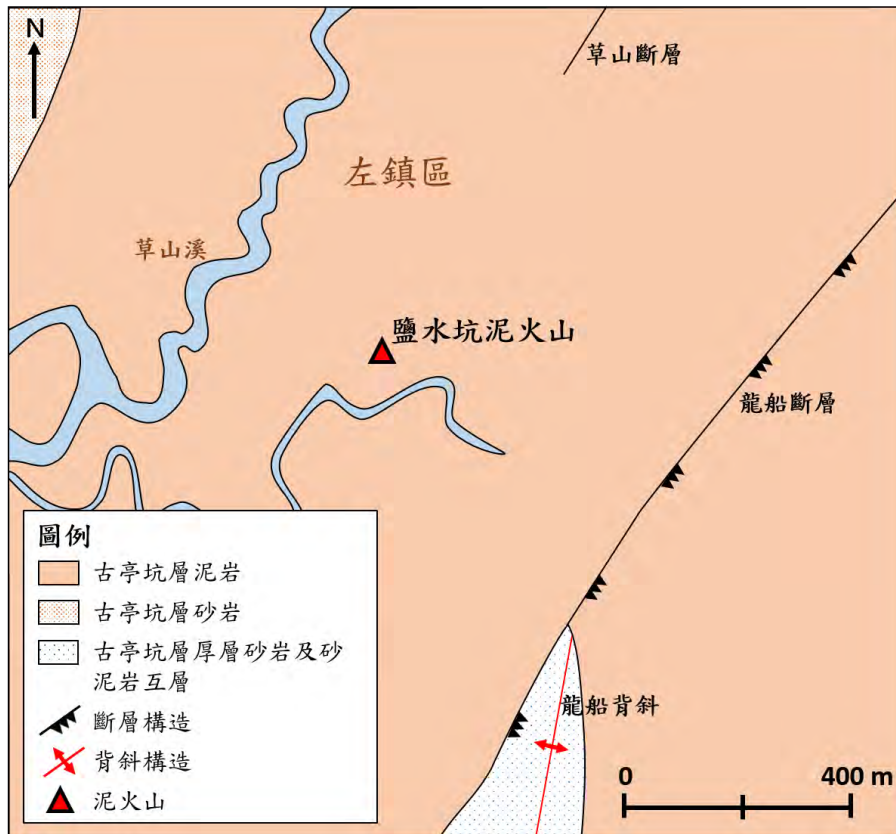 N
草山斷層
左鎮區
草山溪
鹽水坑泥火山
龍船斷層
圖例
古亭坑層泥岩
古亭坑層砂岩
古亭坑層厚層砂岩及砂
泥岩互層
斷層構造
背斜構造
泥火山
龍船背斜
0
400 m